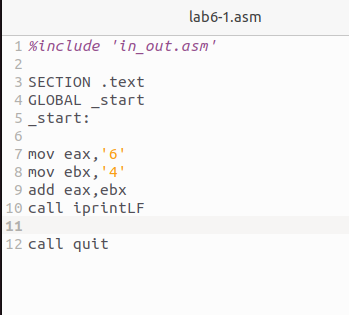 lab6-1.asm
1 %include 'in_out.asm'
2
3 SECTION .text
4 GLOBAL _start
5 _start:
6
7 mov eax,'6'
8 mov ebx,'4'
9 add eax,ebx
10 call iprintLF
11
12 call quit